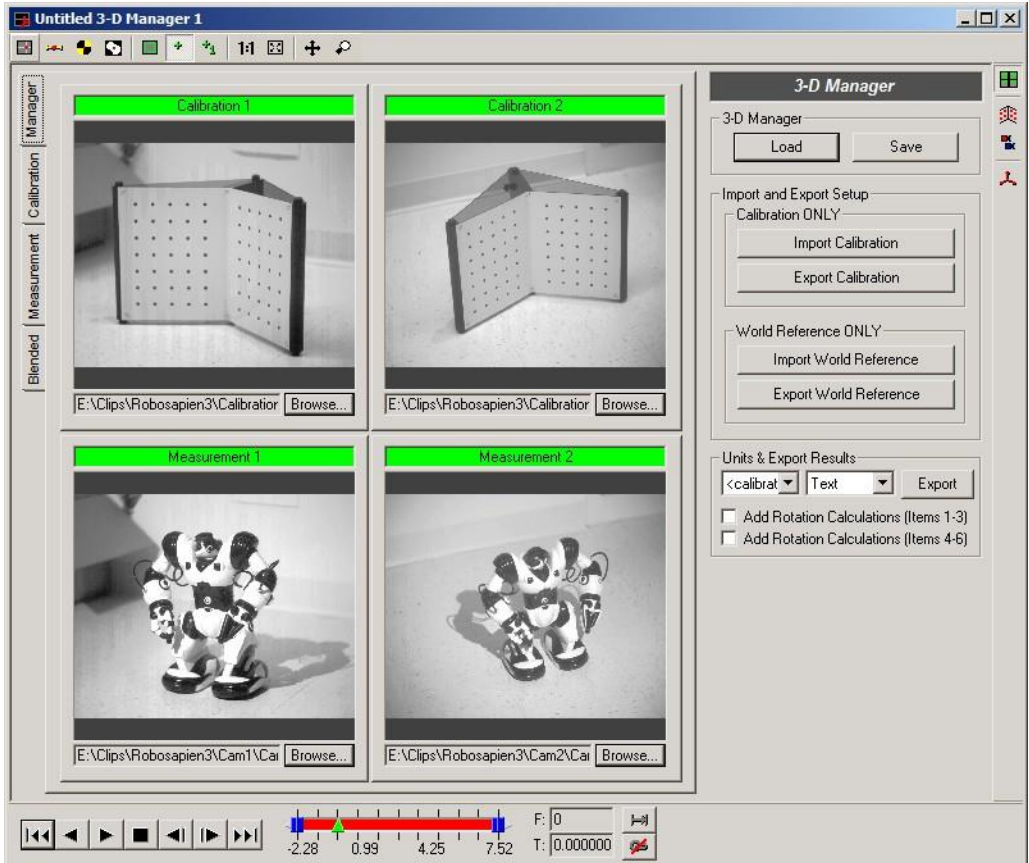 Untitled 3-D Manager 1
1:1
Manager
Calibration
Measurement
Blended
Calibration 1
Calibration 2
E:\Clips\Robosapien3\Calibration
Browse...
E:\Clips\Robosapien3\Calibration
Browse...
Measurement 1
Measurement 2
E:\Clips\Robosapien3\Cam1\Ca
Browse...
E:\Clips\Robosapien3\Cam2\Ca
Browse...
3-D Manager
3-D Manager
Load
Save
Import and Export Setup
Calibration ONLY
Import Calibration
Export Calibration
World Reference ONLY
Import World Reference
Export World Reference
Units & Export Results
<calibrat
Text
Export
Add Rotation Calculations (Items 1-3)
Add Rotation Calculations (Items 4-6)
-2.28 0.99 4.25 7.52
F: 0
T: 0.000000